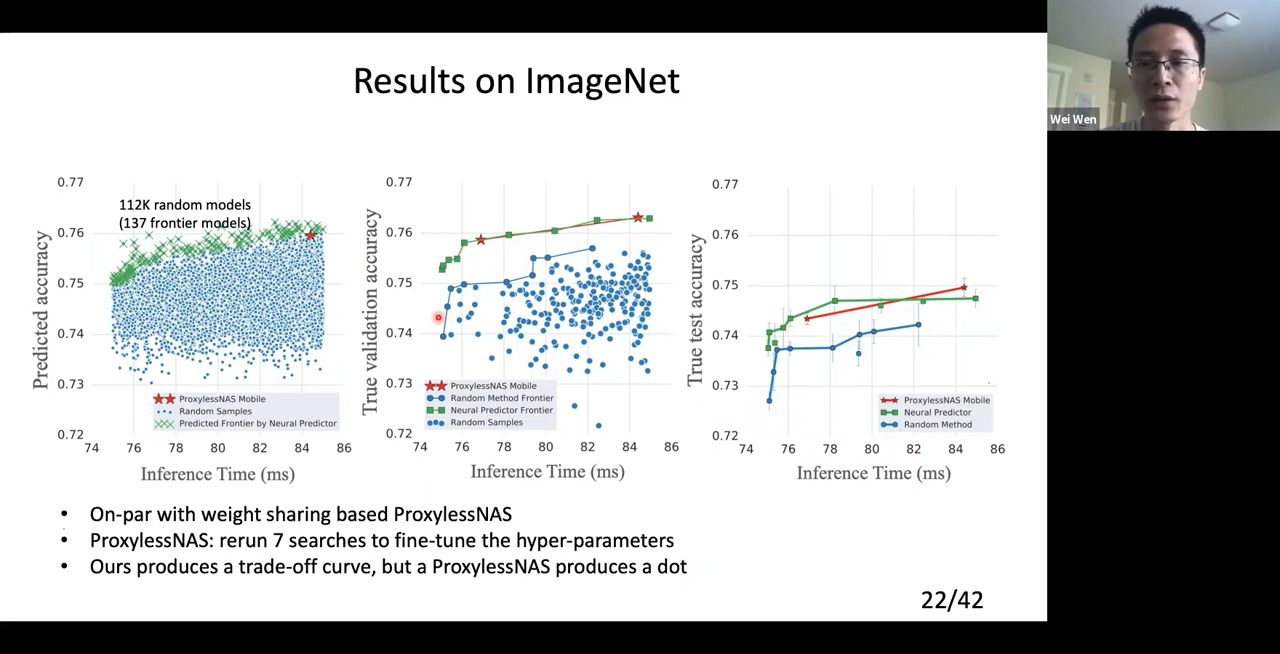 Results on ImageNet
Wei Wen
0.77
0.76
0.75
0.74
0.73
0.72
Predicted accuracy
112K random models
(137 frontier models)
ProxylessNAS Mobile
Random Samples
Predicted Frontier by Neural Predictor
74 76 78 80 82 84 86
Inference Time (ms)
0.77
0.76
0.75
0.74
0.73
0.72
True validation accuracy
ProxylessNAS Mobile
Random Method Frontier
Neural Predictor Frontier
Random Samples
74 76 78 80 82 84 86
Inference Time (ms)
0.77
0.76
0.75
0.74
0.73
0.72
True test accuracy
ProxylessNAS Mobile
Neural Predictor
Random Method
74 76 78 80 82 84 86
Inference Time (ms)
• On-par with weight sharing based ProxylessNAS
• ProxylessNAS: rerun 7 searches to fine-tune the hyper-parameters
• Ours produces a trade-off curve, but a ProxylessNAS produces a dot
22/42